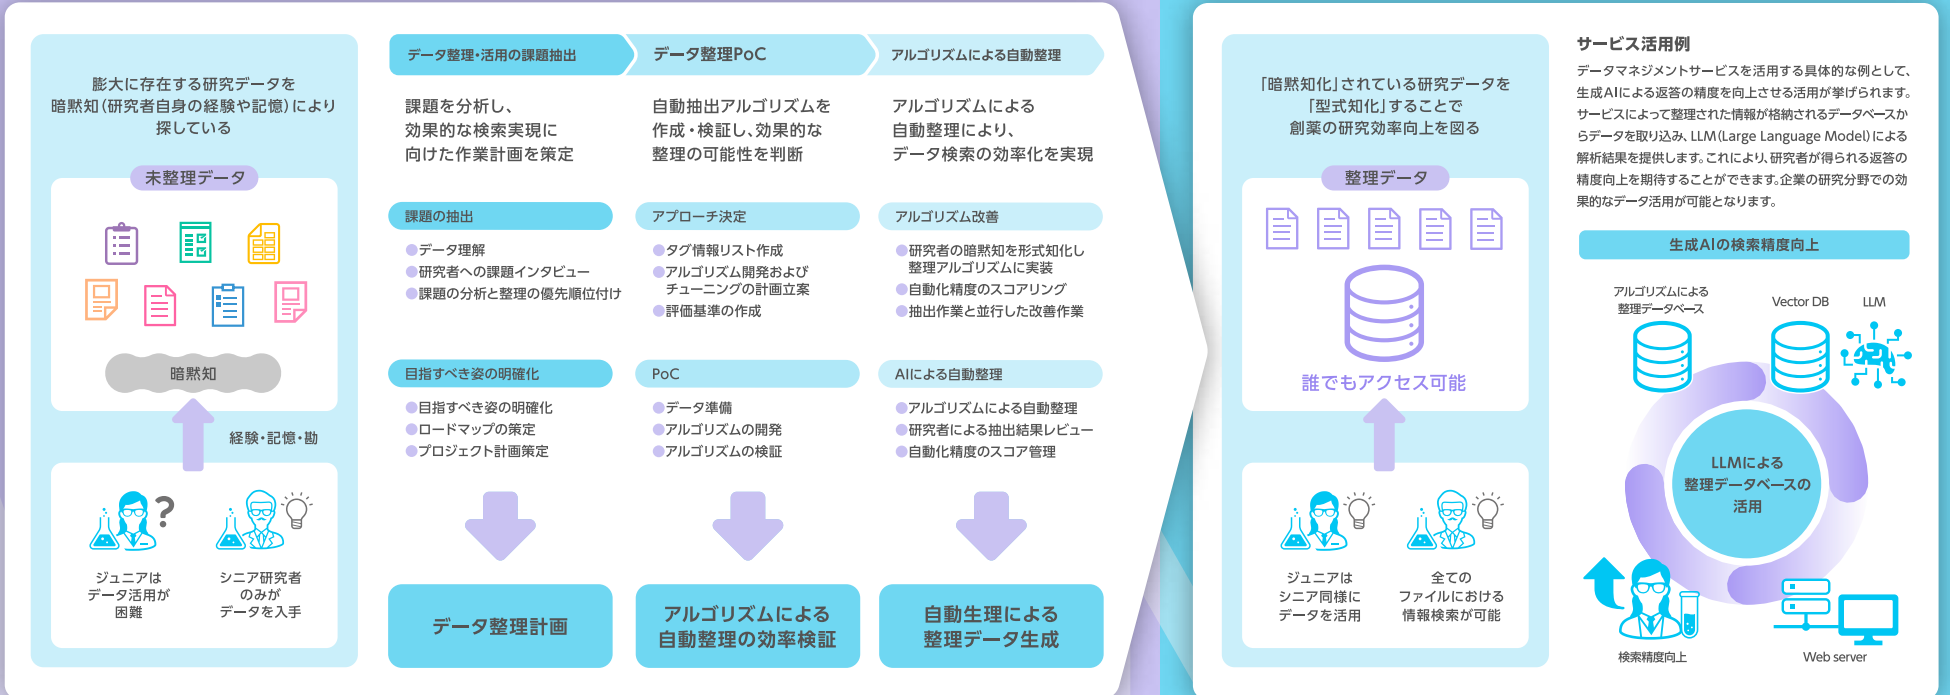 膨大に存在する研究データを
暗黙知(研究者自身の経験や記憶)により
探している
未整理データ
暗黙知
経験・記憶・勘
ジュニアは
データ活用が
困難
シニア研究者
のみが
データを入手
データ整理・活用の課題抽出
課題を分析し、
効果的な検索実現に
向けた作業計画を策定
課題の抽出
●データ理解
●研究者への課題インタビュー
●課題の分析と整理の優先順位付け
目指すべき姿の明確化
●目指すべき姿の明確化
●ロードマップの策定
●プロジェクト計画策定
データ整理計画
データ整理PoC
自動抽出アルゴリズムを
作成・検証し、効果的な
整理の可能性を判断
アプローチ決定
●タグ情報リスト作成
●アルゴリズム開発および
チューニングの計画立案
●評価基準の作成
PoC
●データ準備
●アルゴリズムの開発
●アルゴリズムの検証
アルゴリズムによる
自動整理の効率検証
アルゴリズムによる自動整理
アルゴリズムによる
自動整理により、
データ検索の効率化を実現
アルゴリズム改善
●研究者の暗黙知を形式知化し
整理アルゴリズムに実装
●自動化精度のスコアリング
●抽出作業と並行した改善作業
AIによる自動整理
●アルゴリズムによる自動整理
●研究者による抽出結果レビュー
●自動化精度のスコア管理
自動生理による
整理データ生成
「暗黙知化」されている研究データを
「型式知化」することで
創薬の研究効率向上を図る
整理データ
誰でもアクセス可能
ジュニアは
シニア同様に
データを活用
全ての
ファイルにおける
情報検索が可能
サービス活用例
データマネジメントサービスを活用する具体的な例として、
生成AIによる返答の精度を向上させる活用が挙げられます。
サービスによって整理された情報が格納されるデータベースか
らデータを取り込み、LLM(Large Language Model)による
解析結果を提供します。これにより、研究者が得られる返答の
精度向上を期待することができます。企業の研究分野での効
果的なデータ活用が可能となります。
生成AIの検索精度向上
アルゴリズムによる
整理データベース
Vector DB
LLM
LLMによる
整理データベースの
活用
検索精度向上
Web server